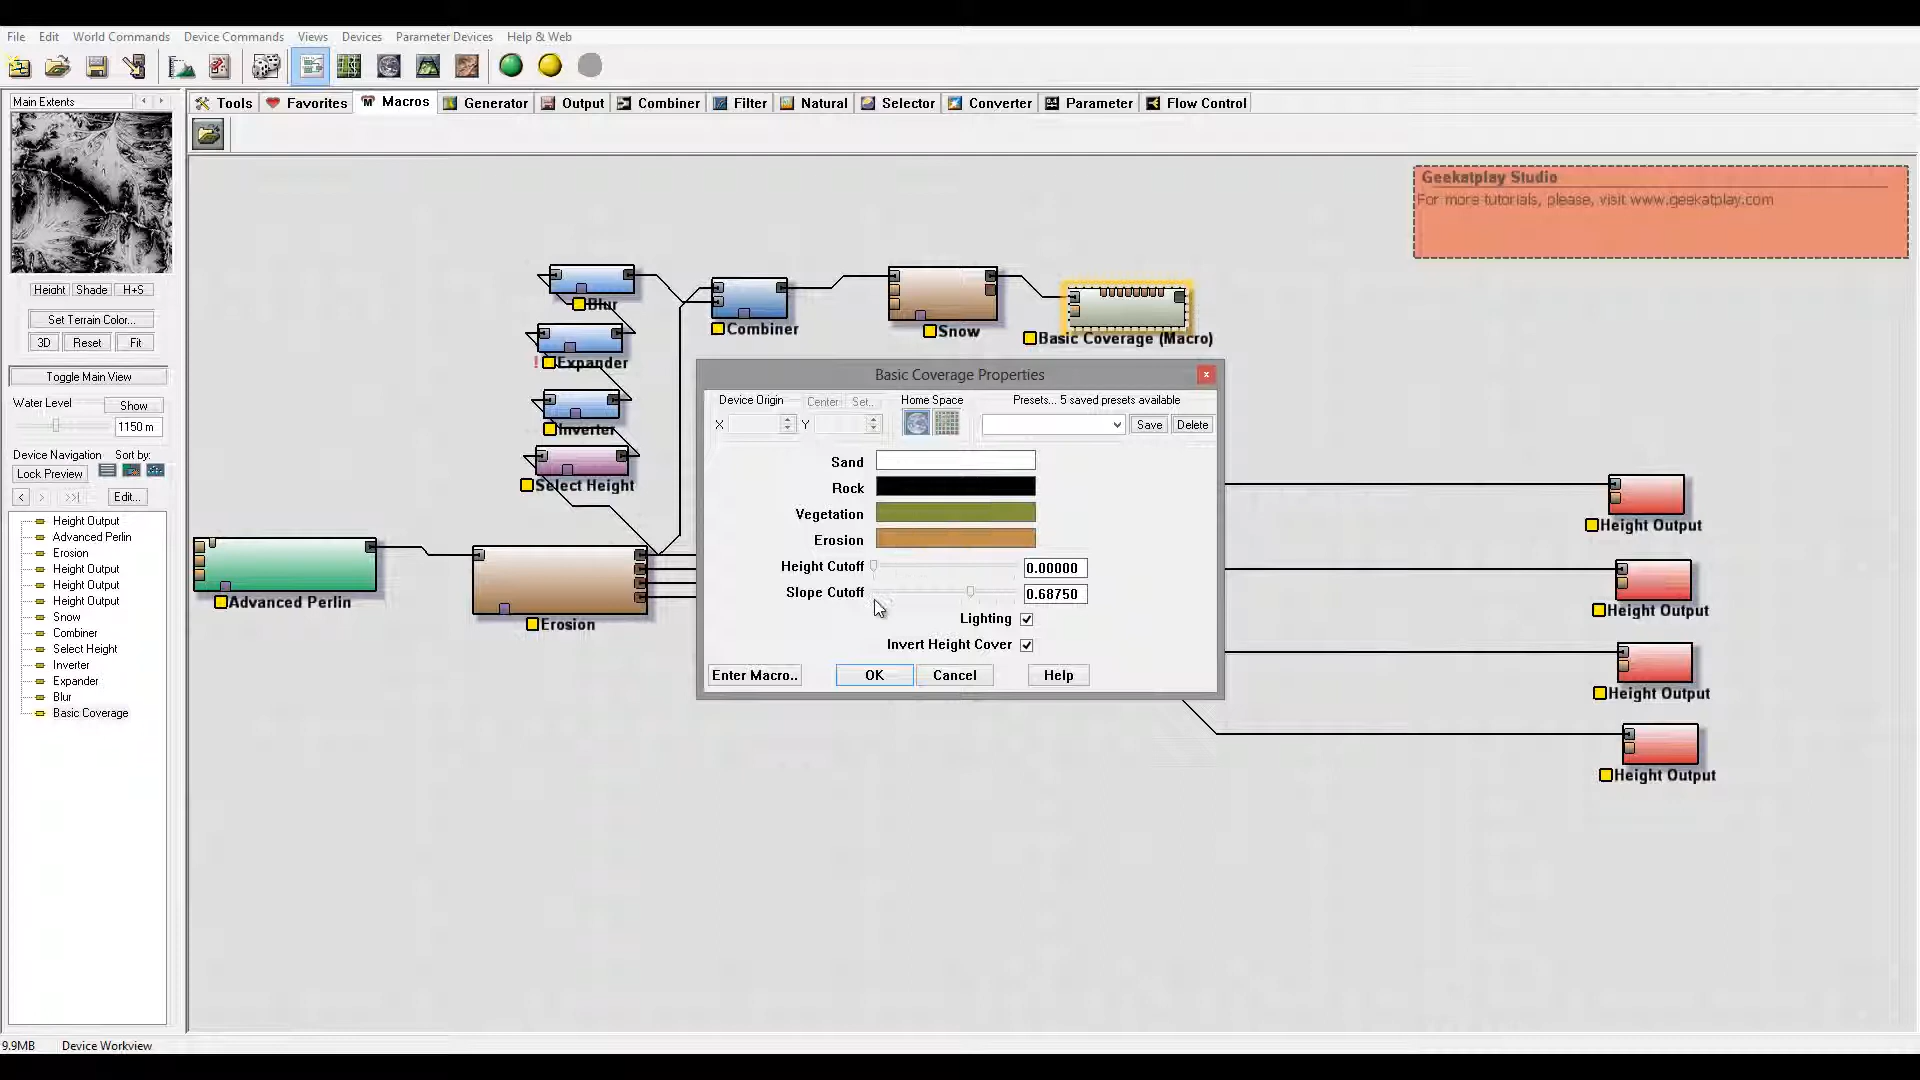 File Edit World Commands Device Commands Views Devices Parameter Devices Help & Web
Main Extents
Tools Favorites Macros Generator Output Combiner Filter Natural Selector Converter Parameter Flow Control
Geekatplay Studio
For more tutorials, please, visit www.geekatplay.com
Height Shade H+S
Set Terrain Color...
3D Reset Fit
Toggle Main View
Water Level Show
1150 m
Device Navigation Sort by:
Lock Preview
< > >>| Edit...
Height Output
Advanced Perlin
Erosion
Height Output
Height Output
Height Output
Snow
Combiner
Select Height
Inverter
Expander
Blur
Basic Coverage
Blur
Combiner
Snow
Basic Coverage (Macro)
! Expander
Inverter
Select Height
Advanced Perlin
Erosion
Basic Coverage Properties
x
Device Origin Center Set... Home Space Presets... 5 saved presets available
X Y Save Delete
Sand
Rock
Vegetation
Erosion
Height Cutoff 0.00000
Slope Cutoff 0.68750
Lighting
Invert Height Cover
Enter Macro.. OK Cancel Help
Height Output
Height Output
Height Output
Height Output
9.9MB Device Workview